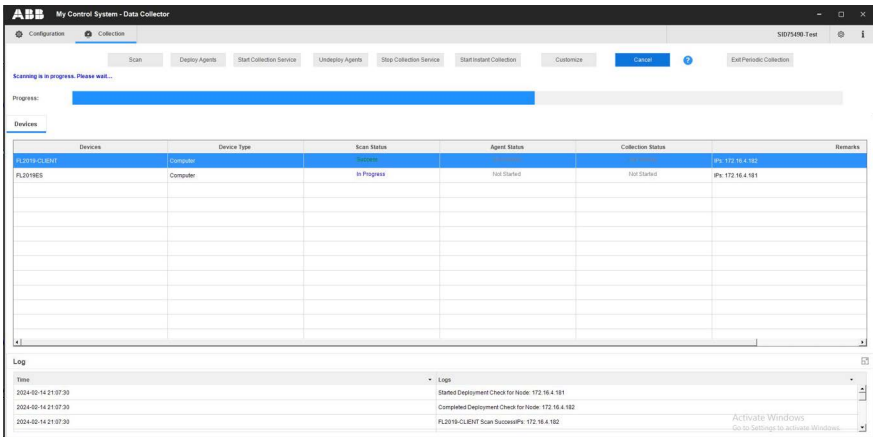 ABB My Control System - Data Collector
Configuration Collection SID75490-Test
Scan Deploy Agents Start Collection Service Undeploy Agents Stop Collection Service Start Instant Collection Customize Cancel ? Exit Periodic Collection
Scanning is in progress. Please wait...
Progress:
Devices
Devices Device Type Scan Status Agent Status Collection Status Remarks
FL2019-CLIENT Computer Success IPs: 172.16.4.182
FL2019ES Computer In Progress Not Started Not Started IPs: 172.16.4.181
Log
Time Logs
2024-02-14 21:07:30 Started Deployment Check for Node: 172.16.4.181
2024-02-14 21:07:30 Completed Deployment Check for Node: 172.16.4.182
2024-02-14 21:07:30 FL2019-CLIENT Scan SuccessIPs: 172.16.4.182
Activate Windows
Go to Settings to activate Windows.